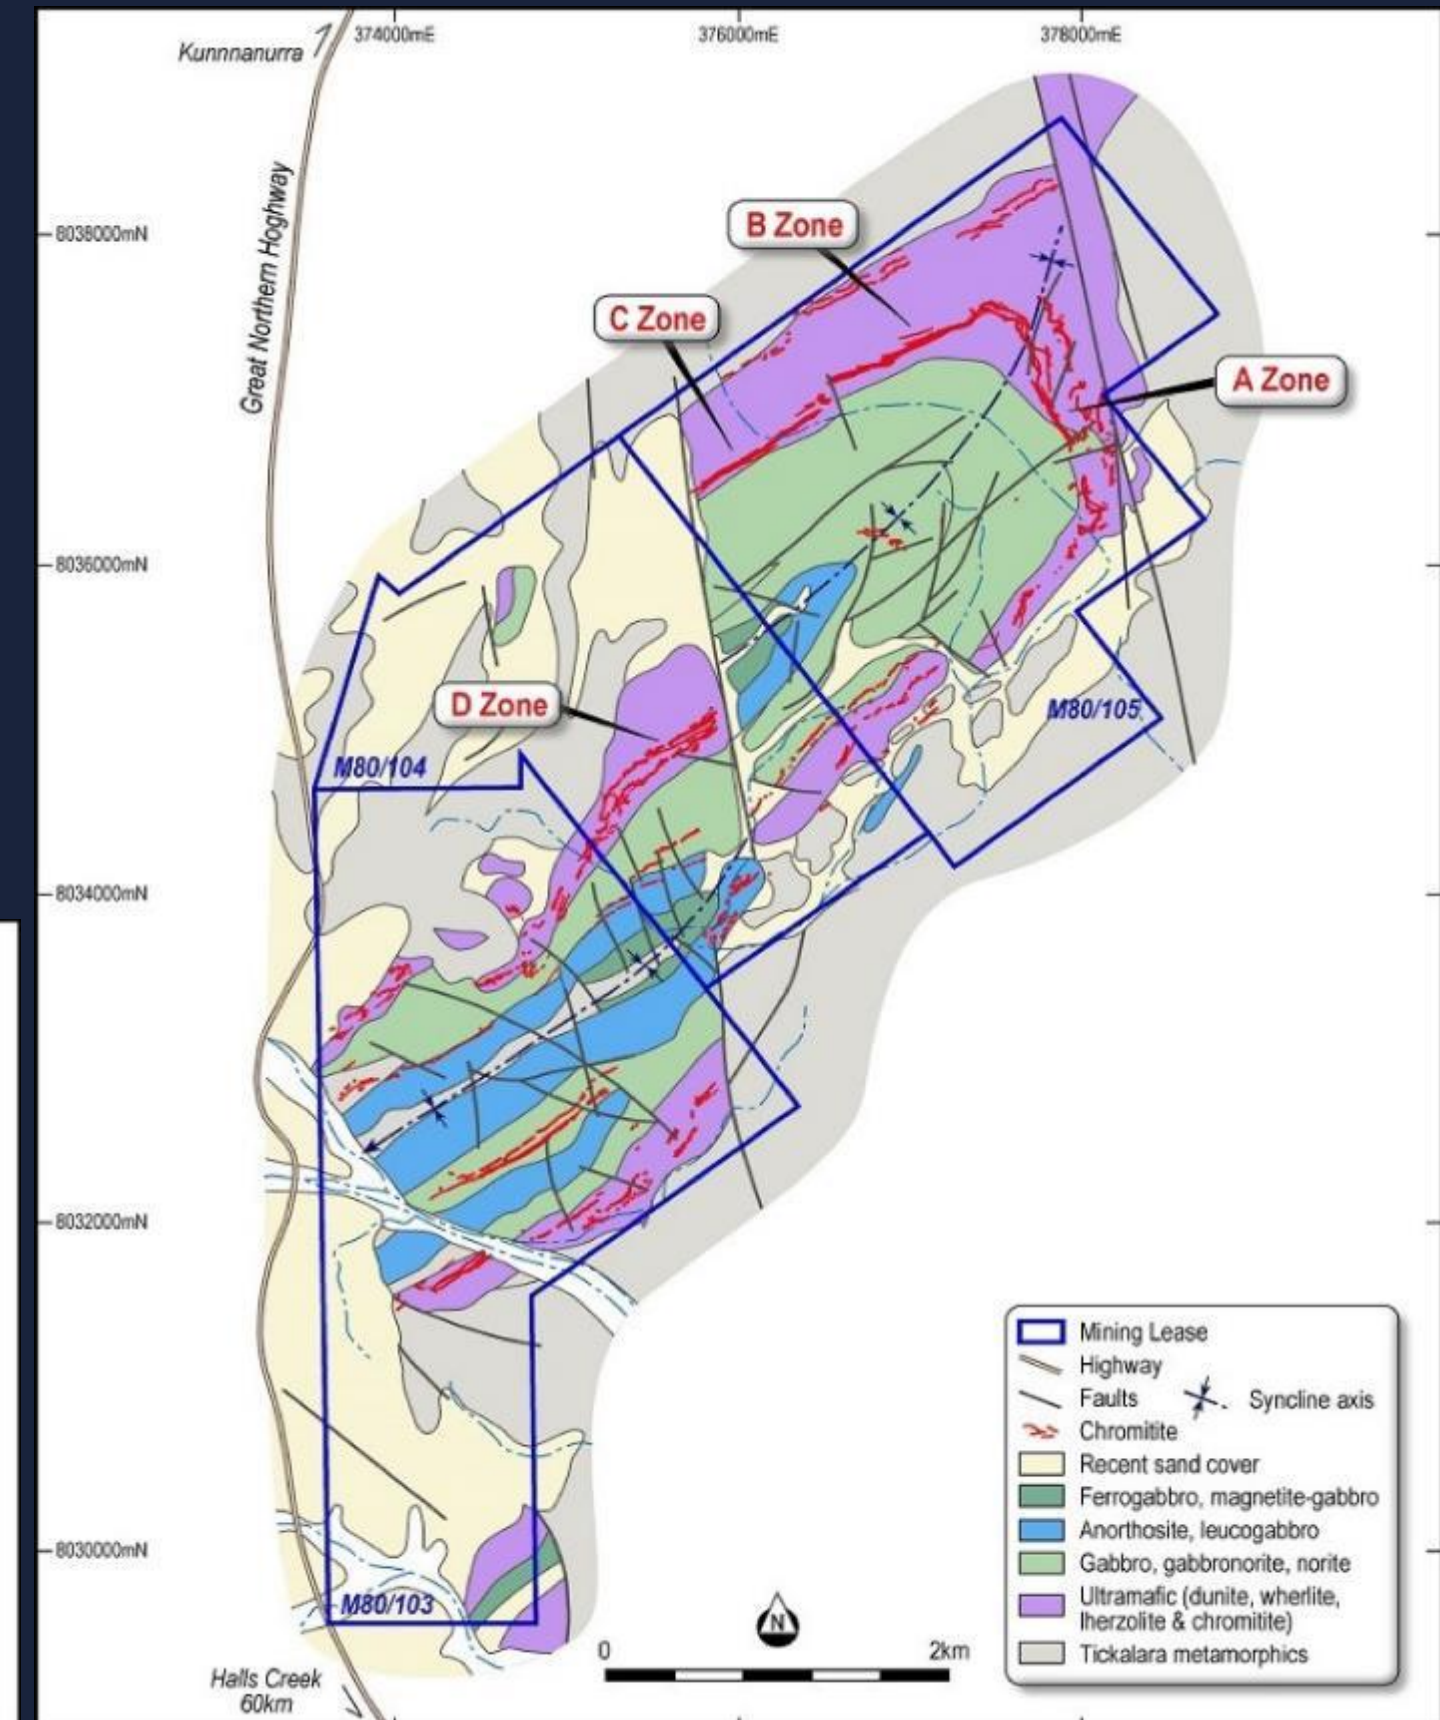 374000mE
376000mE
378000mE
Kunnnanurra
Great Northern Hoghway
8038000mN
B Zone
C Zone
A Zone
8036000mN
D Zone
M80/105
M80/104
8034000mN
8032000mN
8030000mN
M80/103
Halls Creek
60km
N
0
2km
Mining Lease
Highway
Faults
Syncline axis
Chromitite
Recent sand cover
Ferrogabbro, magnetite-gabbro
Anorthosite, leucogabbro
Gabbro, gabbronorite, norite
Ultramafic (dunite, wherlite,
lherzolite & chromitite)
Tickalara metamorphics